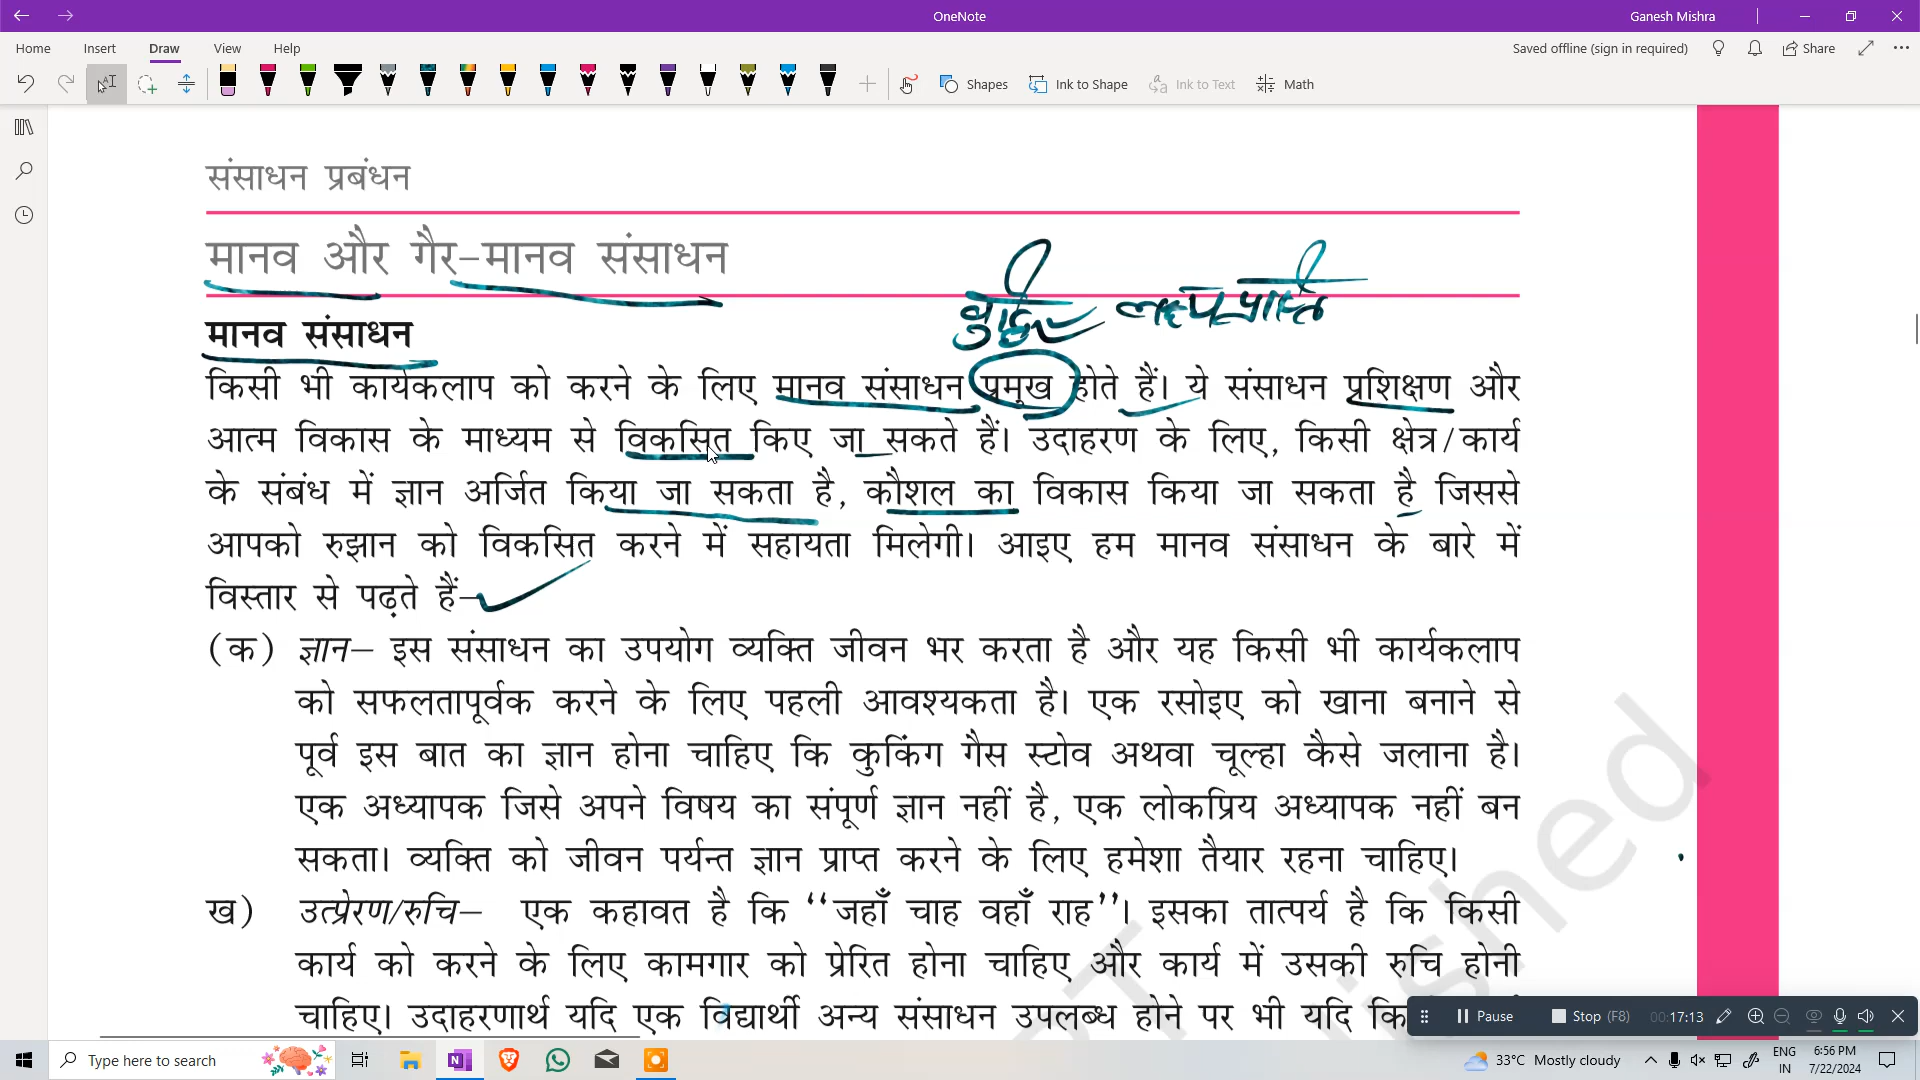 OneNote
Ganesh Mishra
Home Insert Draw View Help
Saved offline (sign in required) Share
Shapes Ink to Shape Ink to Text Math
संसाधन प्रबंधन
मानव और गैर–मानव संसाधन
लक्ष्य प्राप्ति
मानव संसाधन
किसी भी कार्यकलाप को करने के लिए मानव संसाधन प्रमुख होते हैं। ये संसाधन प्रशिक्षण और
आत्म विकास के माध्यम से विकसित किए जा सकते हैं। उदाहरण के लिए, किसी क्षेत्र/कार्य
के संबंध में ज्ञान अर्जित किया जा सकता है, कौशल का विकास किया जा सकता है जिससे
आपको रुझान को विकसित करने में सहायता मिलेगी। आइए हम मानव संसाधन के बारे में
विस्तार से पढ़ते हैं–
(क) ज्ञान– इस संसाधन का उपयोग व्यक्ति जीवन भर करता है और यह किसी भी कार्यकलाप
को सफलतापूर्वक करने के लिए पहली आवश्यकता है। एक रसोइए को खाना बनाने से
पूर्व इस बात का ज्ञान होना चाहिए कि कुकिंग गैस स्टोव अथवा चूल्हा कैसे जलाना है।
एक अध्यापक जिसे अपने विषय का संपूर्ण ज्ञान नहीं है, एक लोकप्रिय अध्यापक नहीं बन
सकता। व्यक्ति को जीवन पर्यन्त ज्ञान प्राप्त करने के लिए हमेशा तैयार रहना चाहिए।
ख) उत्प्रेरण/रुचि– एक कहावत है कि ‘‘जहाँ चाह वहाँ राह’’। इसका तात्पर्य है कि किसी
कार्य को करने के लिए कामगार को प्रेरित होना चाहिए और कार्य में उसकी रुचि होनी
चाहिए। उदाहरणार्थ यदि एक विद्यार्थी अन्य संसाधन उपलब्ध होने पर भी यदि
Pause Stop (F8) 00:17:13
Type here to search
33°C Mostly cloudy
ENG
IN
6:56 PM
7/22/2024